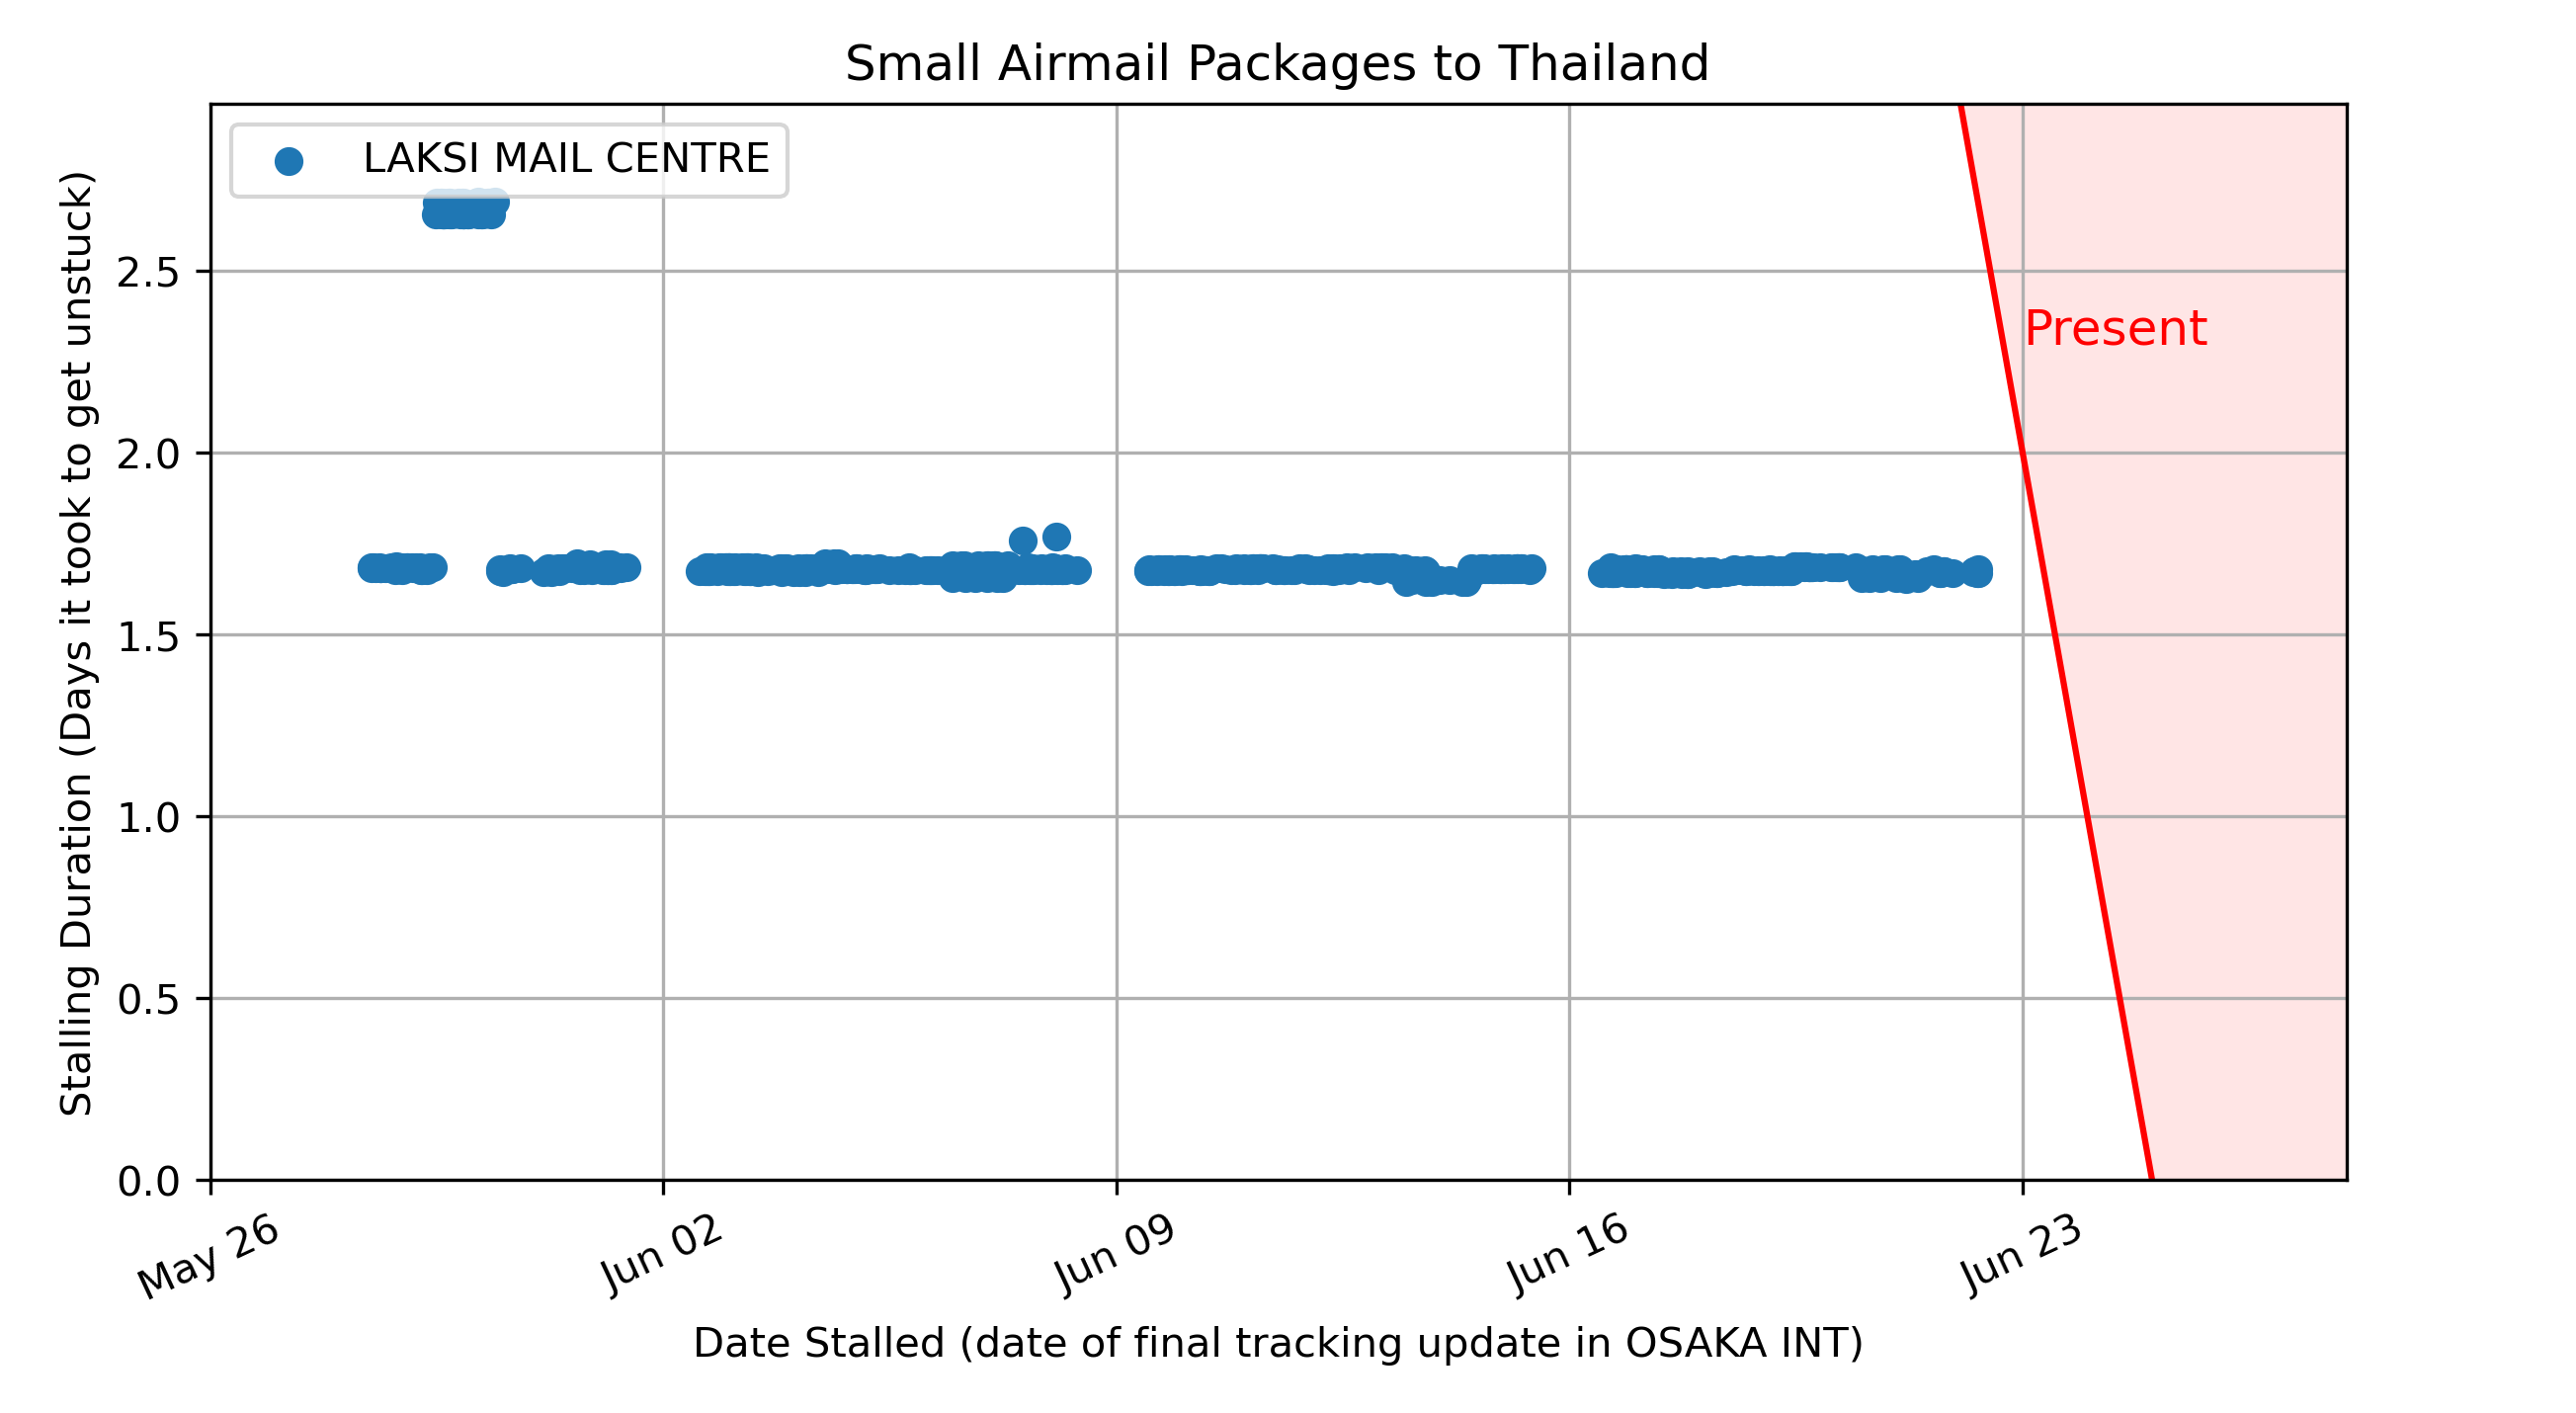 Small Airmail Packages to Thailand
LAKSI MAIL CENTRE
Present
Stalling Duration (Days it took to get unstuck)
2.5
2.0
1.5
1.0
0.5
0.0
May 26
Jun 02
Jun 09
Jun 16
Jun 23
Date Stalled (date of final tracking update in OSAKA INT)